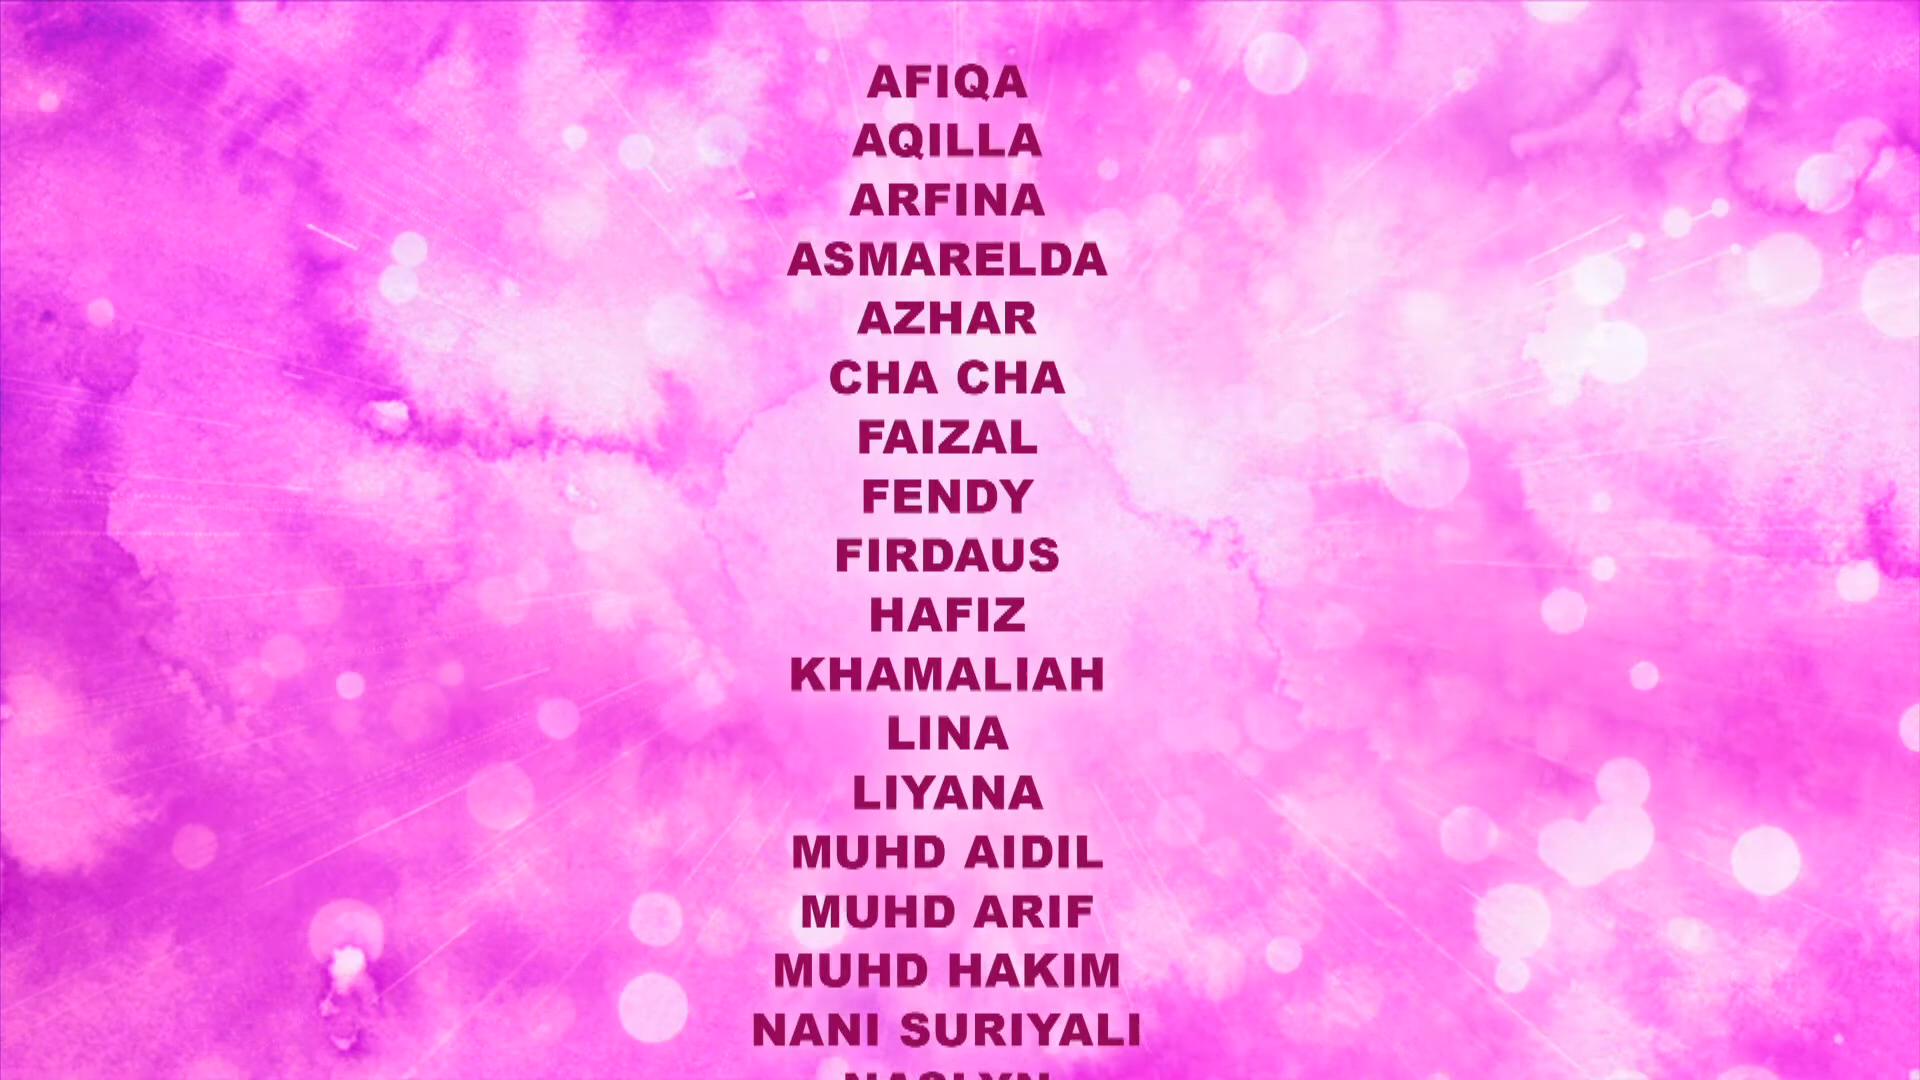 AFIQA
AQILLA
ARFINA
ASMARELDA
AZHAR
CHA CHA
FAIZAL
FENDY
FIRDAUS
HAFIZ
KHAMALIAH
LINA
LIYANA
MUHD AIDIL
MUHD ARIF
MUHD HAKIM
NANI SURIYALI